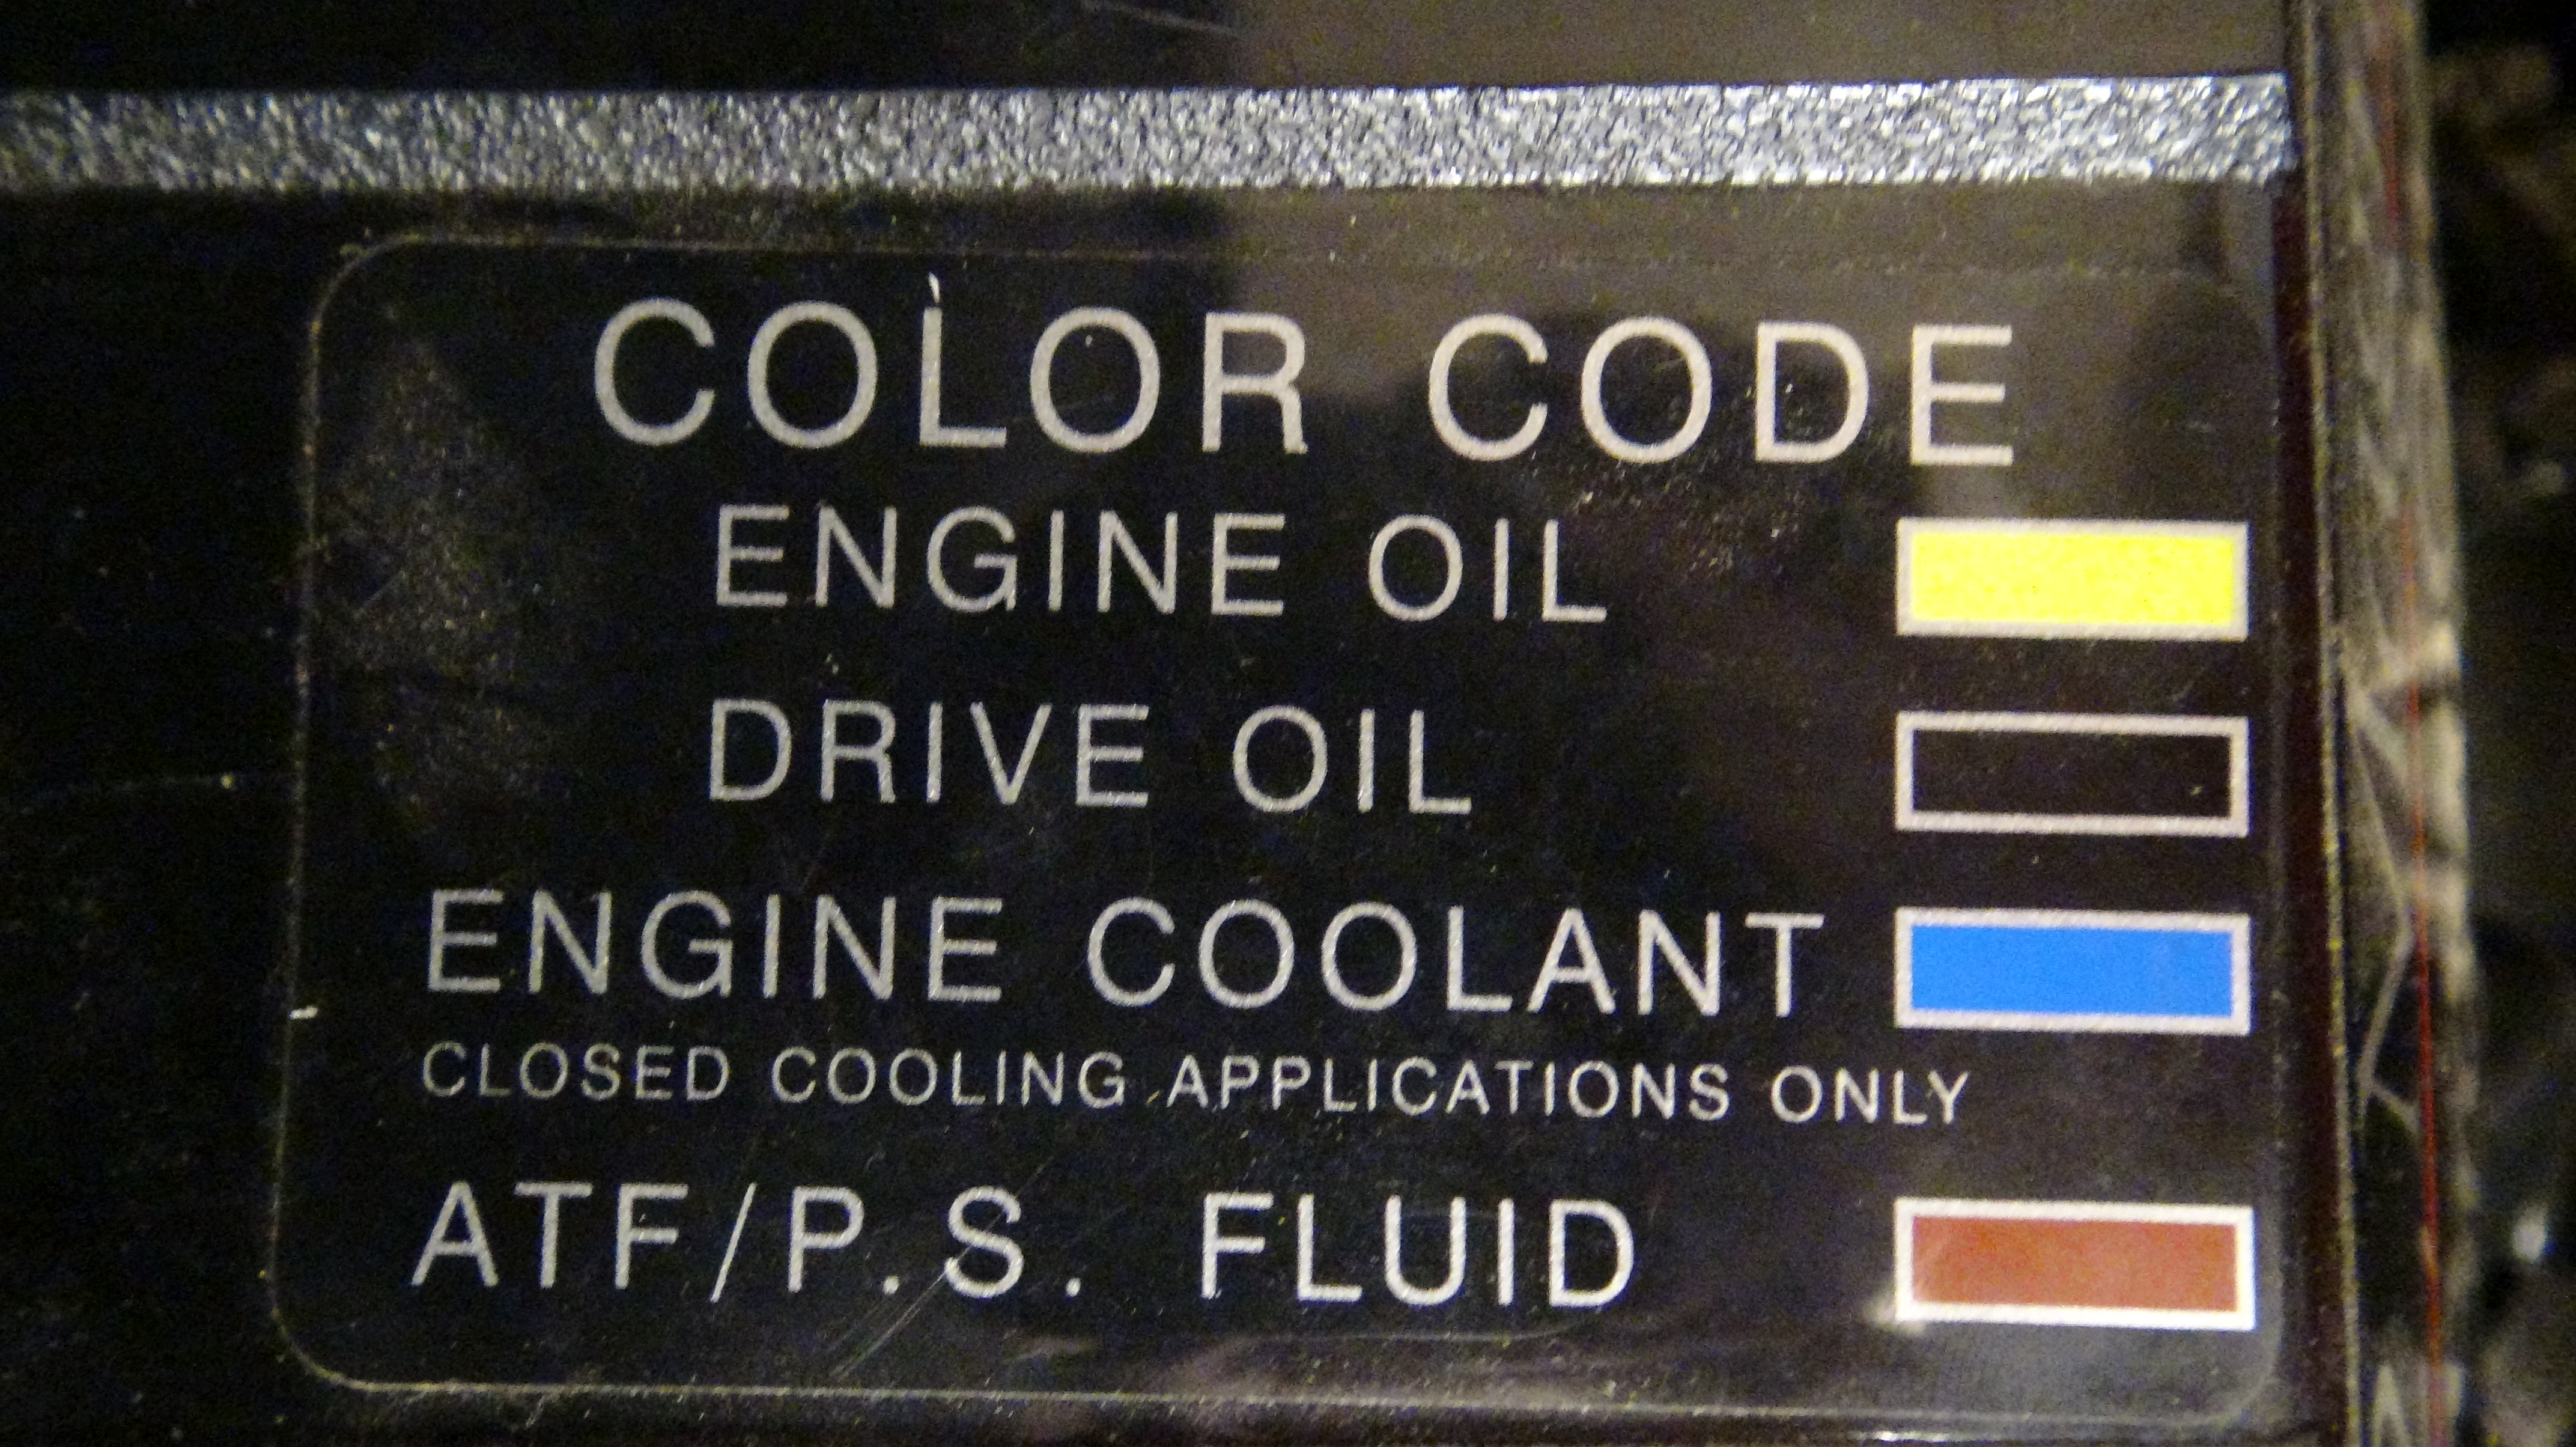 COLOR CODE
ENGINE OIL
DRIVE OIL
ENGINE COOLANT
CLOSED COOLING APPLICATIONS ONLY
ATF/P.S. FLUID